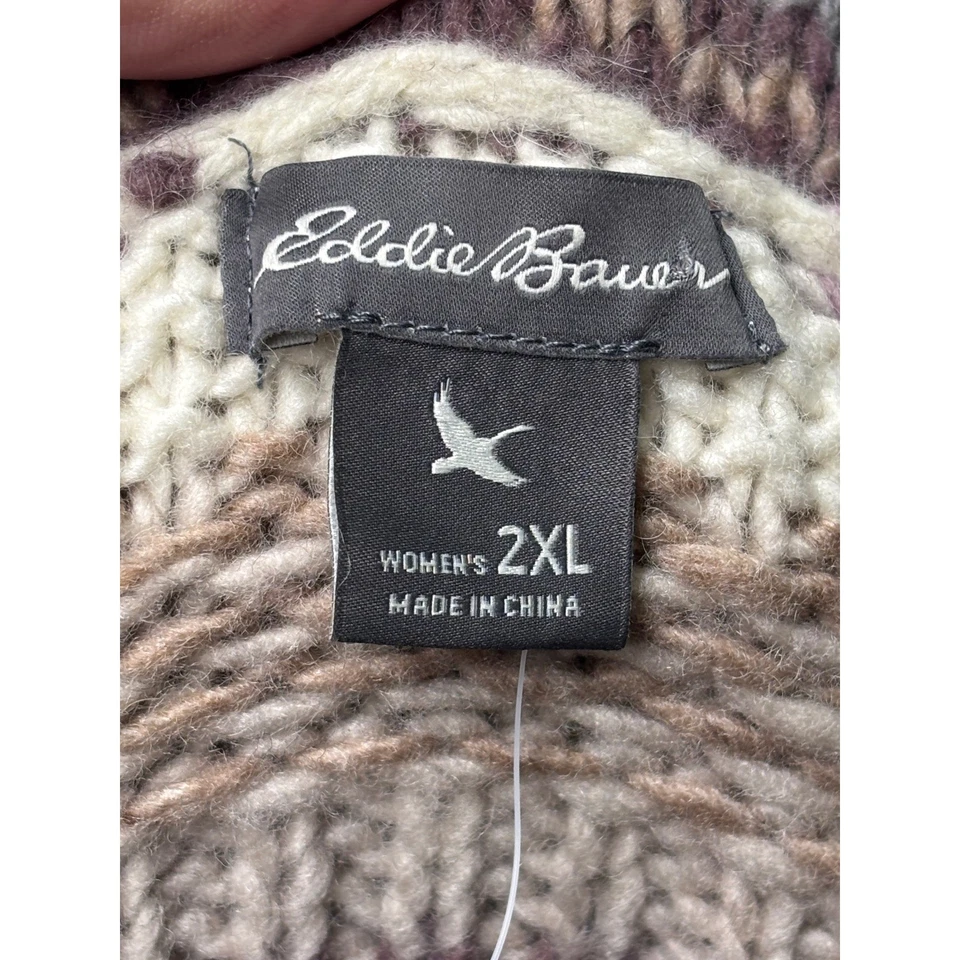 Eddie Bauer
WOMEN'S 2XL
MADE IN CHINA